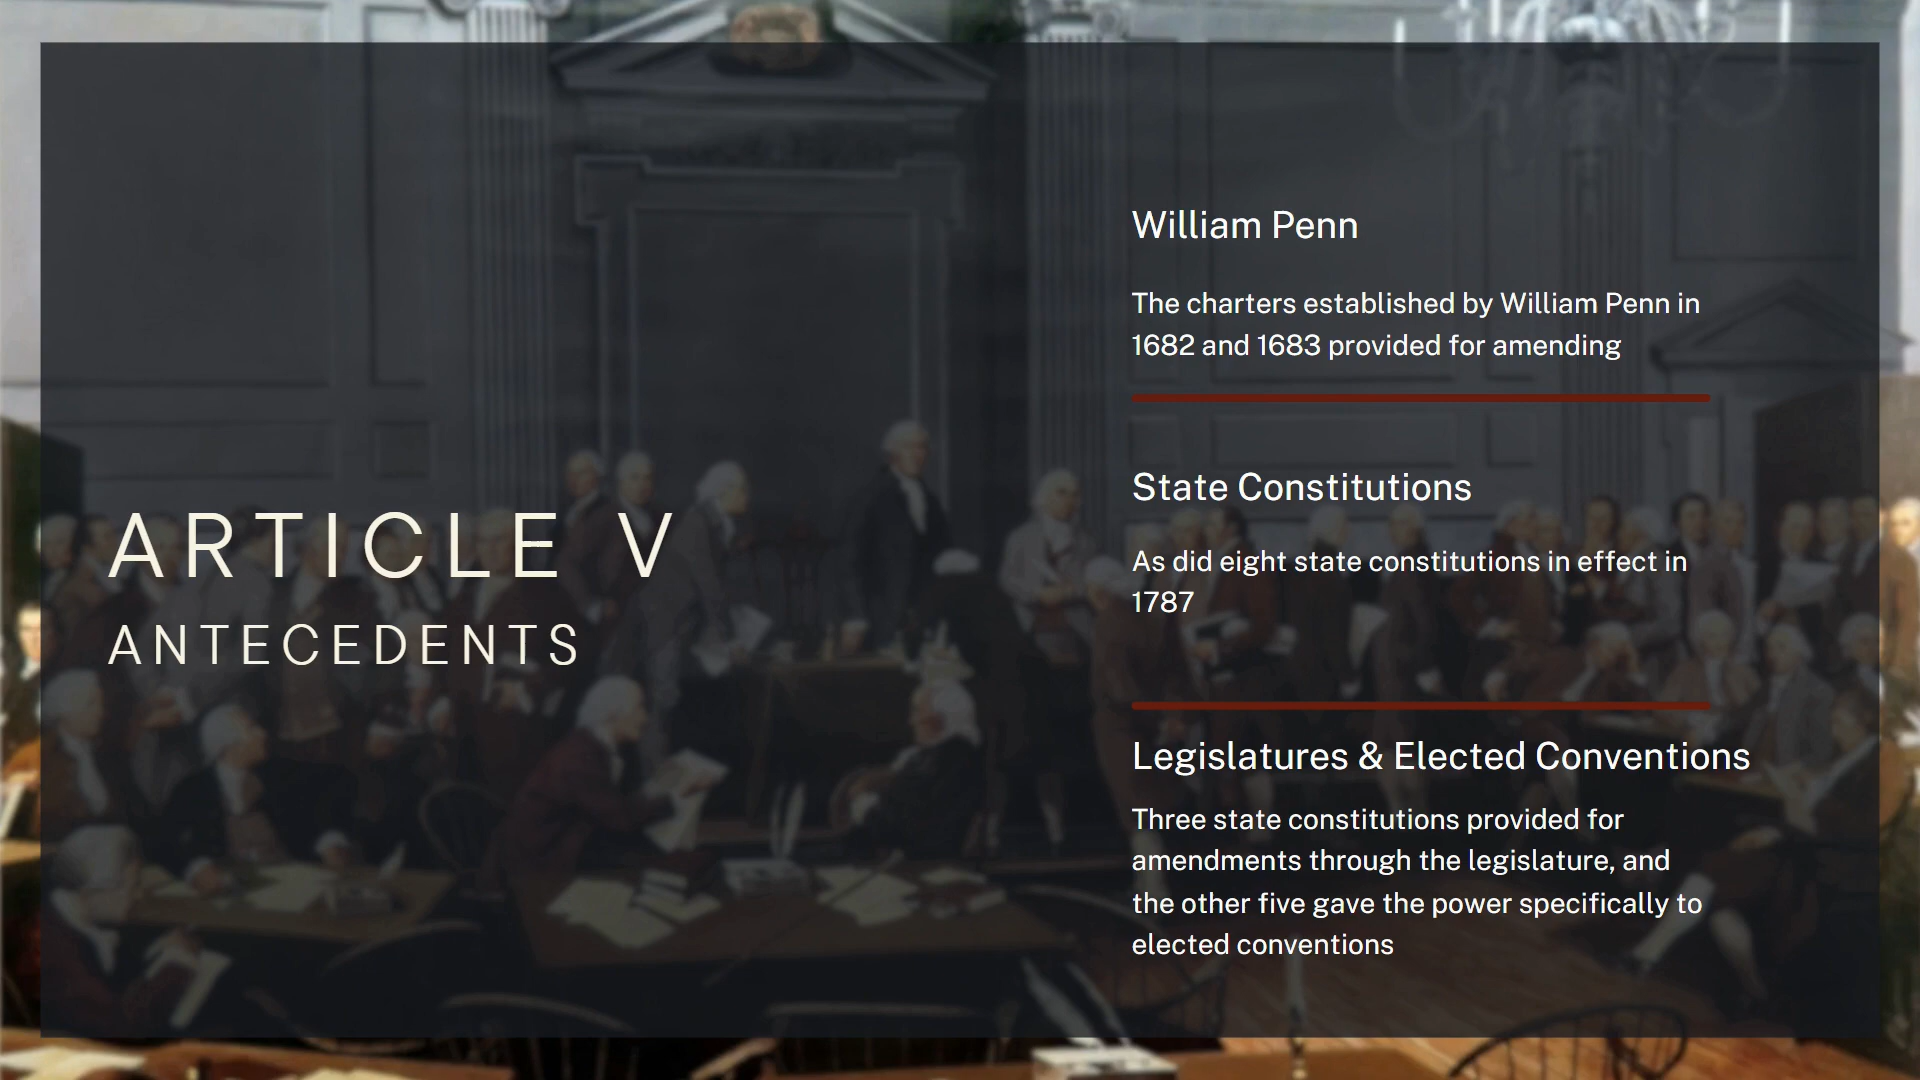 ARTICLE V
ANTECEDENTS
William Penn
The charters established by William Penn in
1682 and 1683 provided for amending
State Constitutions
As did eight state constitutions in effect in
1787
Legislatures & Elected Conventions
Three state constitutions provided for
amendments through the legislature, and
the other five gave the power specifically to
elected conventions